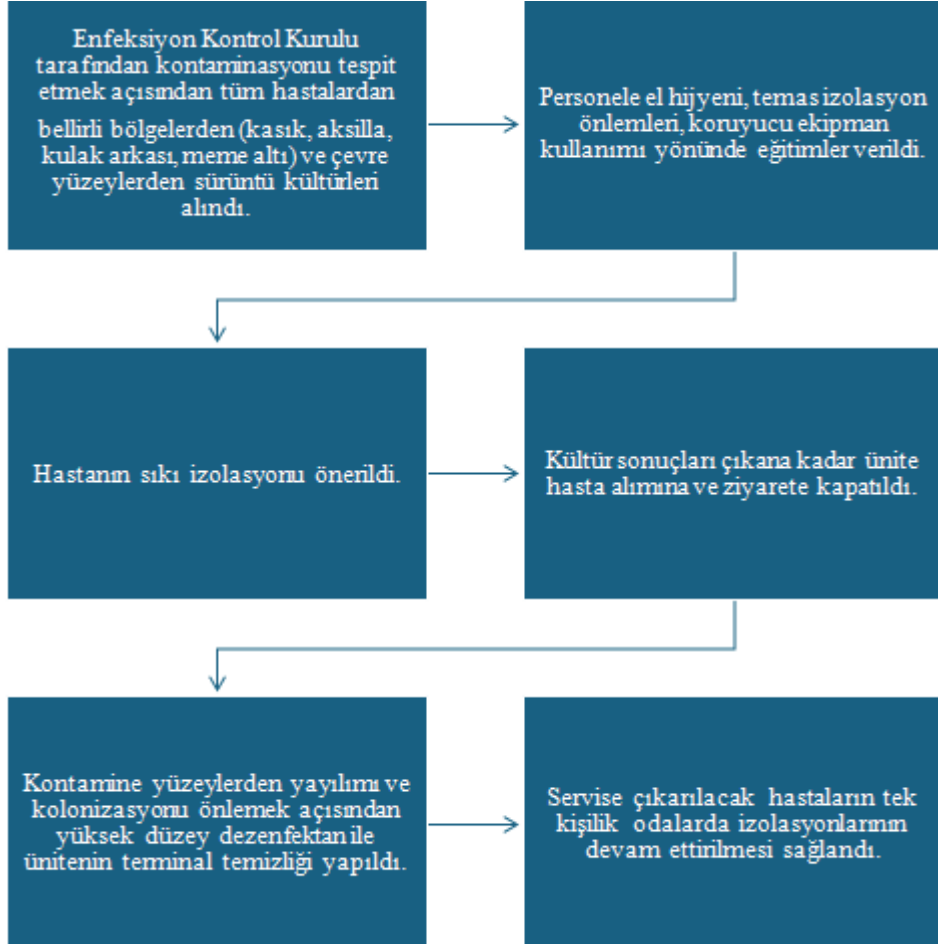 Enfeksiyon Kontrol Kurulu
tarafından kontaminasyonu tespit
etmek açısından tüm hastalardan
bellirli bölgelerden (kasık, aksilla,
kulak arkası, meme altı) ve çevre
yüzeylerden sürüntü kültürleri
alındı.
Personele el hijyeni, temas izolasyon
önlemleri, koruyucu ekipman
kullanımı yönünde eğitimler verildi.
Hastanın sıkı izolasyonu önerildi.
Kültür sonuçları çıkana kadar ünite
hasta alımına ve ziyarete kapatıldı.
Kontamine yüzeylerden yayılımı ve
kolonizasyonu önlemek açısından
yüksek düzey dezenfektan ile
ünitenin terminal temizliği yapıldı.
Servise çıkarılacak hastaların tek
kişilik odalarda izolasyonlarının
devam ettirilmesi sağlandı.